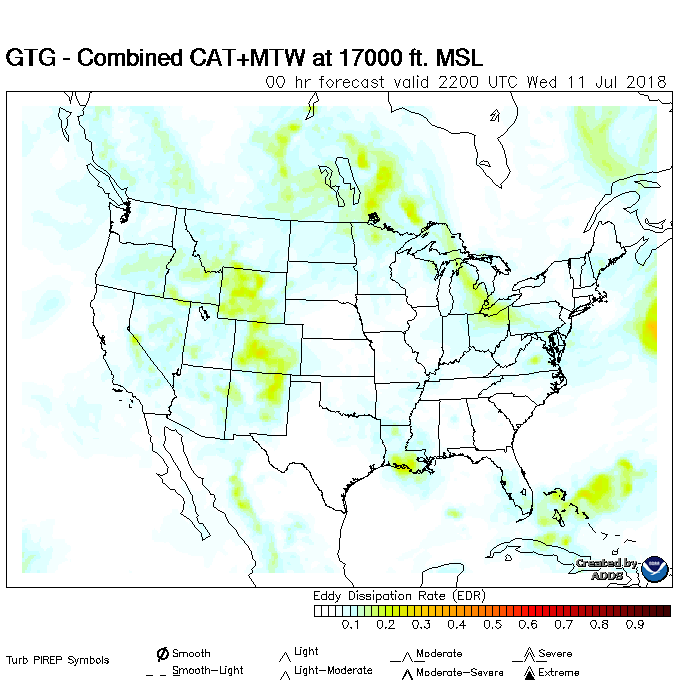 GTG - Combined CAT+MTW at 17000 ft. MSL
00 hr forecast valid 2200 UTC Wed 11 Jul 2018
Created by
ADDS
Eddy Dissipation Rate (EDR)
0.1 0.2 0.3 0.4 0.5 0.6 0.7 0.8 0.9
Turb PIREP Symbols
Smooth Light Moderate Severe
Smooth-Light Light-Moderate Moderate-Severe Extreme